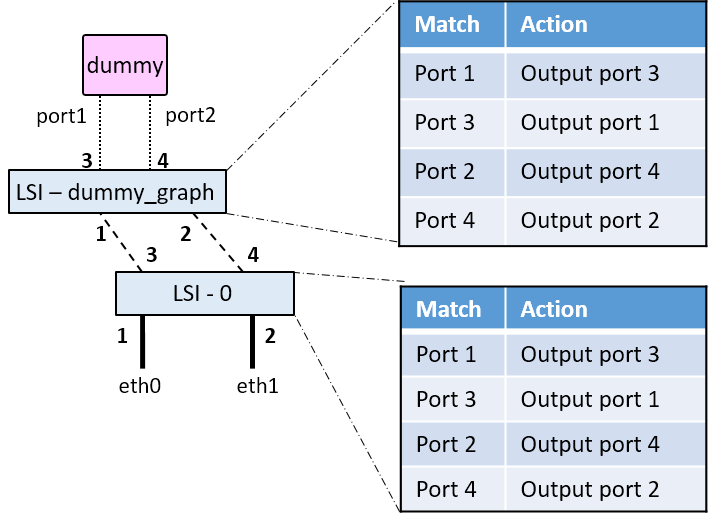 dummy
port1
port2
3
4
LSI – dummy_graph
1
2
3
4
LSI - 0
1
2
eth0
eth1
Match Action
Port 1 Output port 3
Port 3 Output port 1
Port 2 Output port 4
Port 4 Output port 2
Match Action
Port 1 Output port 3
Port 3 Output port 1
Port 2 Output port 4
Port 4 Output port 2